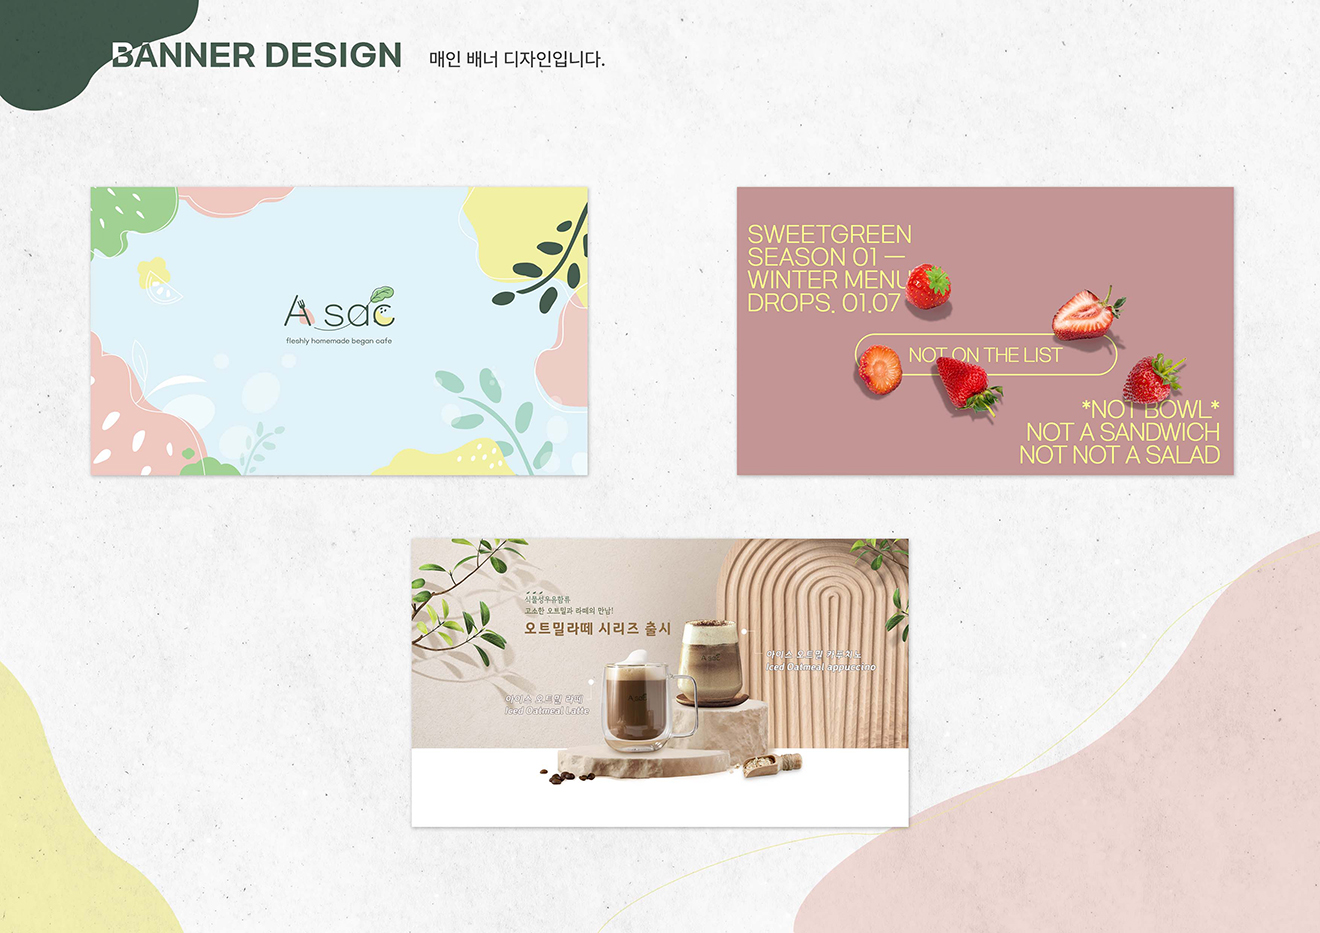 BANNER DESIGN 매인 배너 디자인입니다.
Asac
fleshly homemade began cafe
SWEETGREEN
SEASON 01 —
WINTER MENU
DROPS. 01.07
NOT ON THE LIST
*NOT BOWL*
NOT A SANDWICH
NOT NOT A SALAD
식물성우유함류
고소한 오트밀과 라떼의 만남!
오트밀라떼 시리즈 출시
아이스 오트밀 카푸치노
Iced Oatmeal appuccino
아이스 오트밀 라떼
Iced Oatmeal Latte
Asac